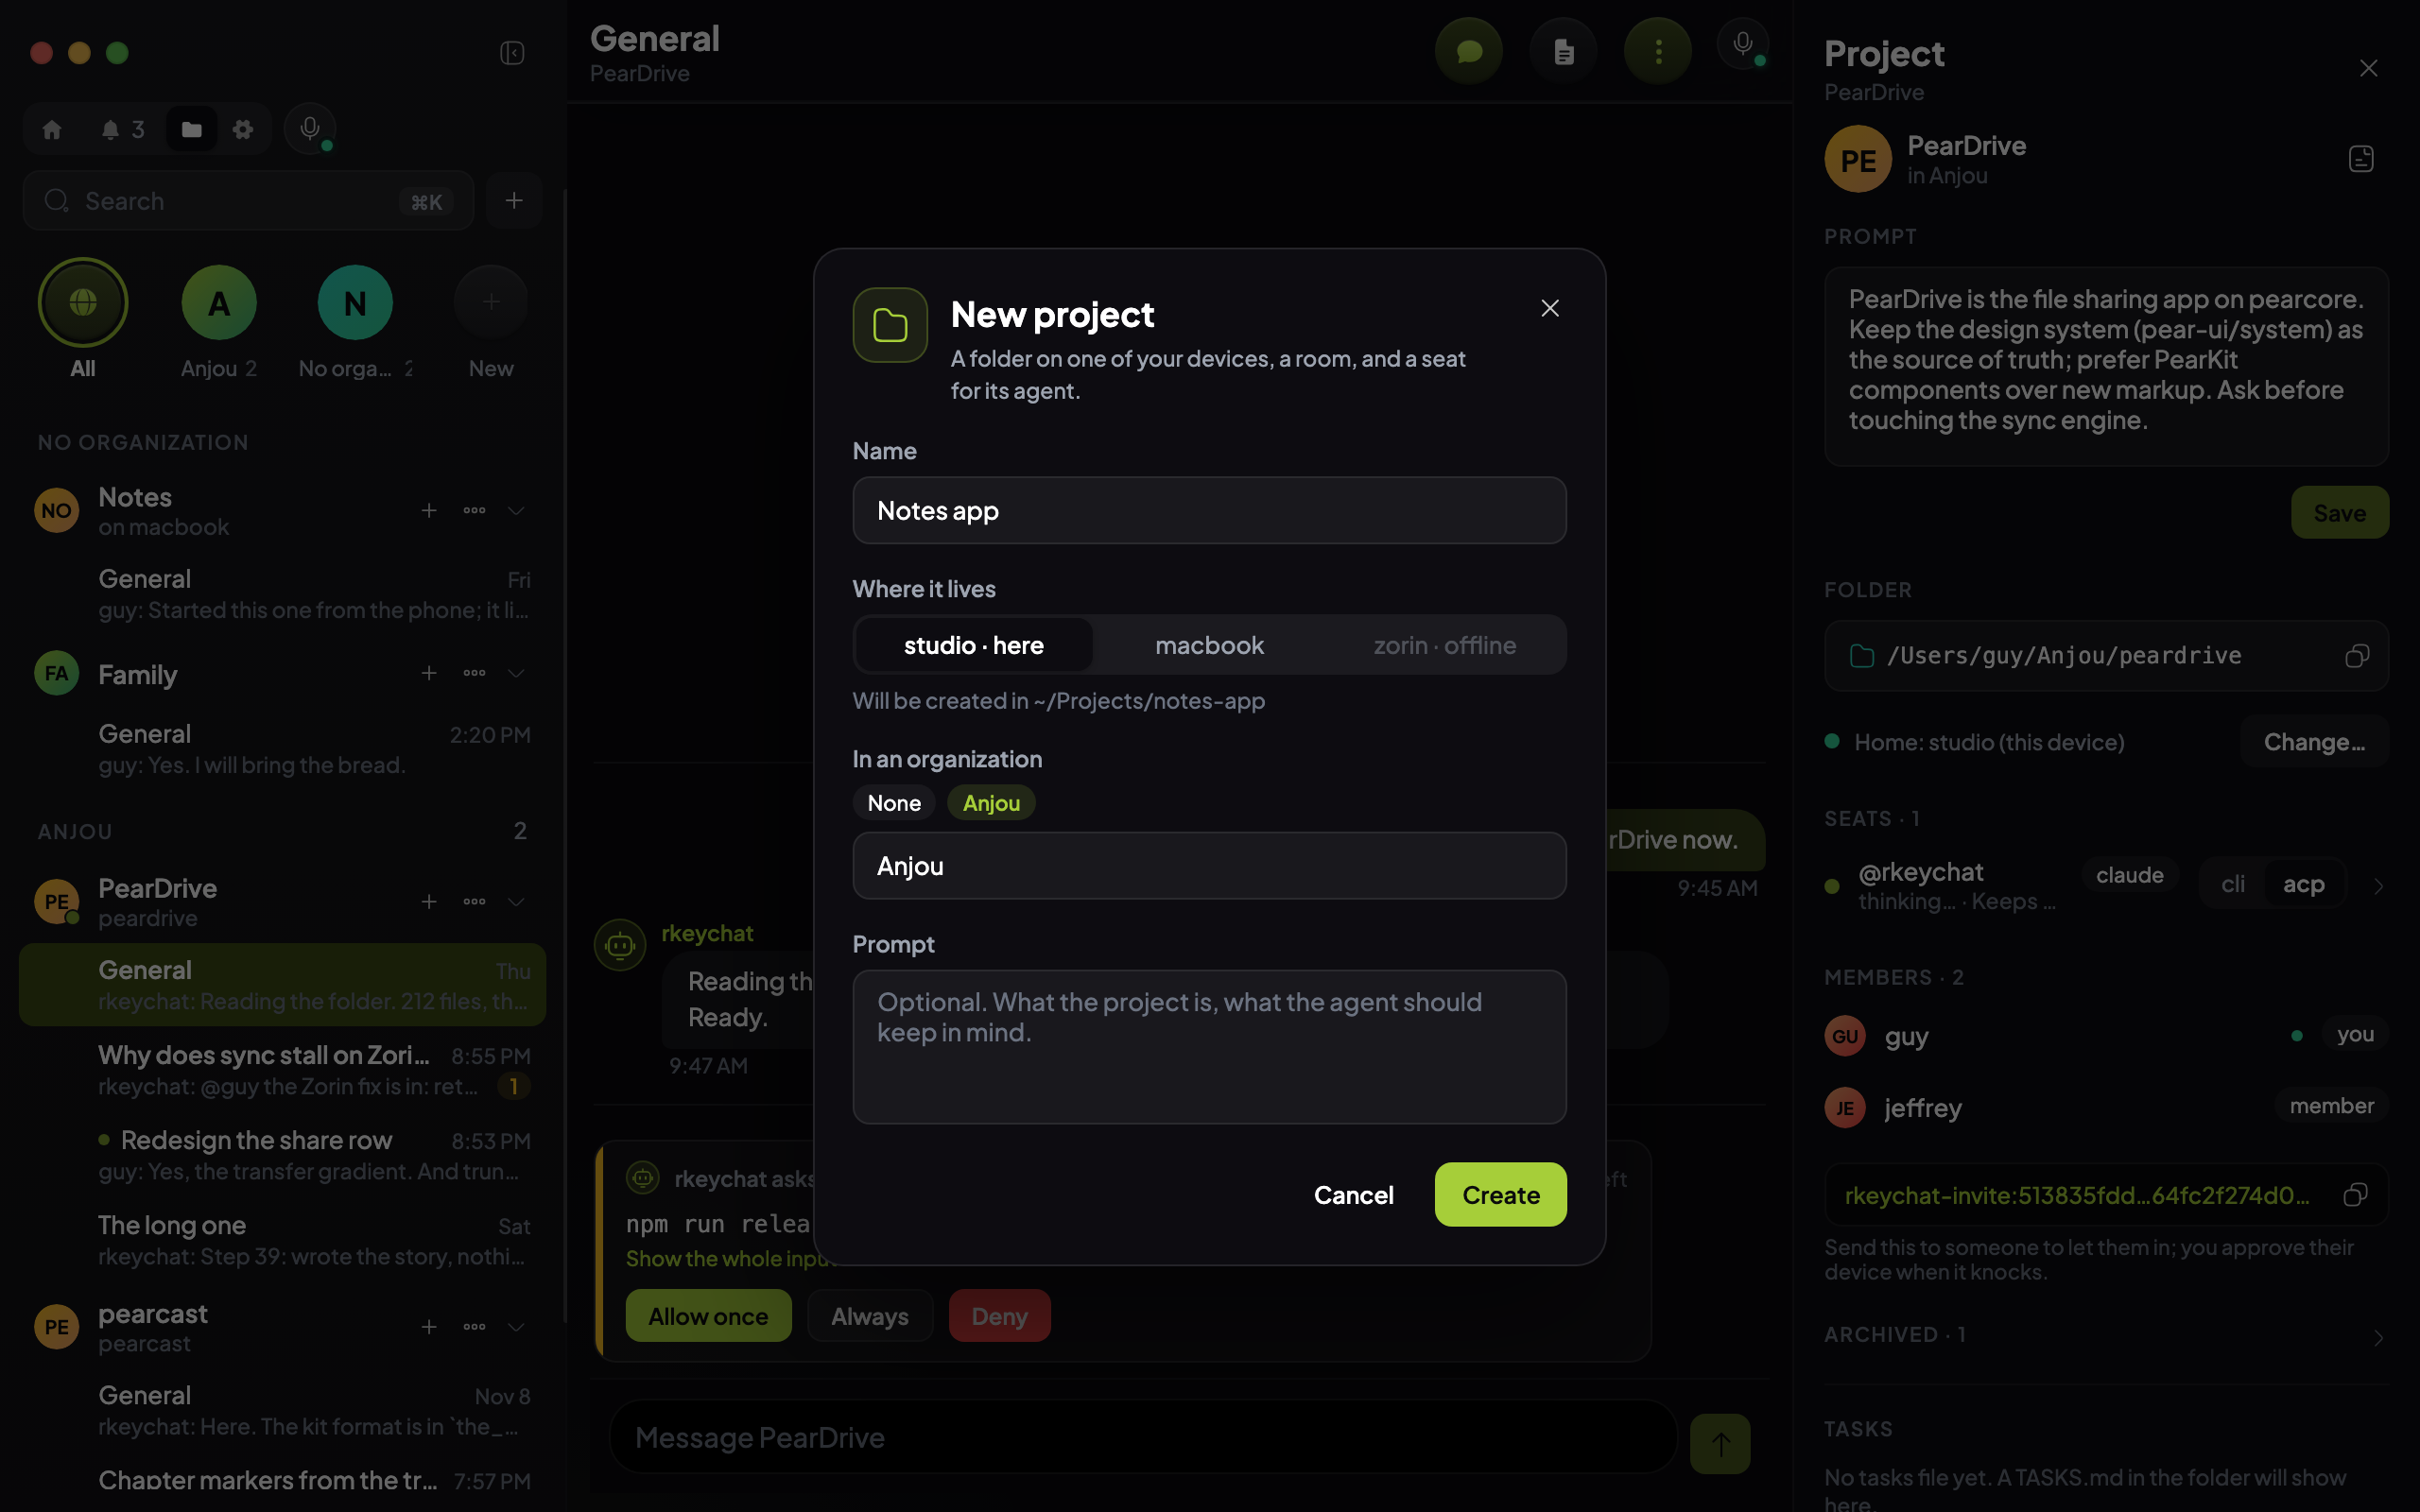 3
Search
⌘K
A
N
All
Anjou 2
No orga... 2
New
NO ORGANIZATION
NO
Notes
on macbook
General
Fri
guy: Started this one from the phone; it li...
FA
Family
General
2:20 PM
guy: Yes. I will bring the bread.
ANJOU
2
PE
PearDrive
peardrive
General
Thu
rkeychat: Reading the folder. 212 files, th...
Why does sync stall on Zori...
8:55 PM
rkeychat: @guy the Zorin fix is in: ret...
1
Redesign the share row
8:53 PM
guy: Yes, the transfer gradient. And trun...
The long one
Sat
rkeychat: Step 39: wrote the story, nothi...
PE
pearcast
pearcast
General
Nov 8
rkeychat: Here. The kit format is in `the_...
Chapter markers from the tr...
7:57 PM
General
PearDrive
rDrive now.
9:45 AM
rkeychat
Reading th
Ready.
9:47 AM
rkeychat asks
npm run relea
Show the whole input
Allow once
Always
Deny
Message PearDrive
New project
A folder on one of your devices, a room, and a seat
for its agent.
Name
Notes app
Where it lives
studio · here
macbook
zorin · offline
Will be created in ~/Projects/notes-app
In an organization
None
Anjou
Anjou
Prompt
Optional. What the project is, what the agent should
keep in mind.
Cancel
Create
Project
PearDrive
PE
PearDrive
in Anjou
PROMPT
PearDrive is the file sharing app on pearcore.
Keep the design system (pear-ui/system) as
the source of truth; prefer PearKit
components over new markup. Ask before
touching the sync engine.
Save
FOLDER
/Users/guy/Anjou/peardrive
Home: studio (this device)
Change...
SEATS · 1
@rkeychat
thinking... · Keeps ...
claude
cli
acp
MEMBERS · 2
GU
guy
you
JE
jeffrey
member
rkeychat-invite:513835fdd...64fc2f274d0...
Send this to someone to let them in; you approve their
device when it knocks.
ARCHIVED · 1
TASKS
No tasks file yet. A TASKS.md in the folder will show
here.